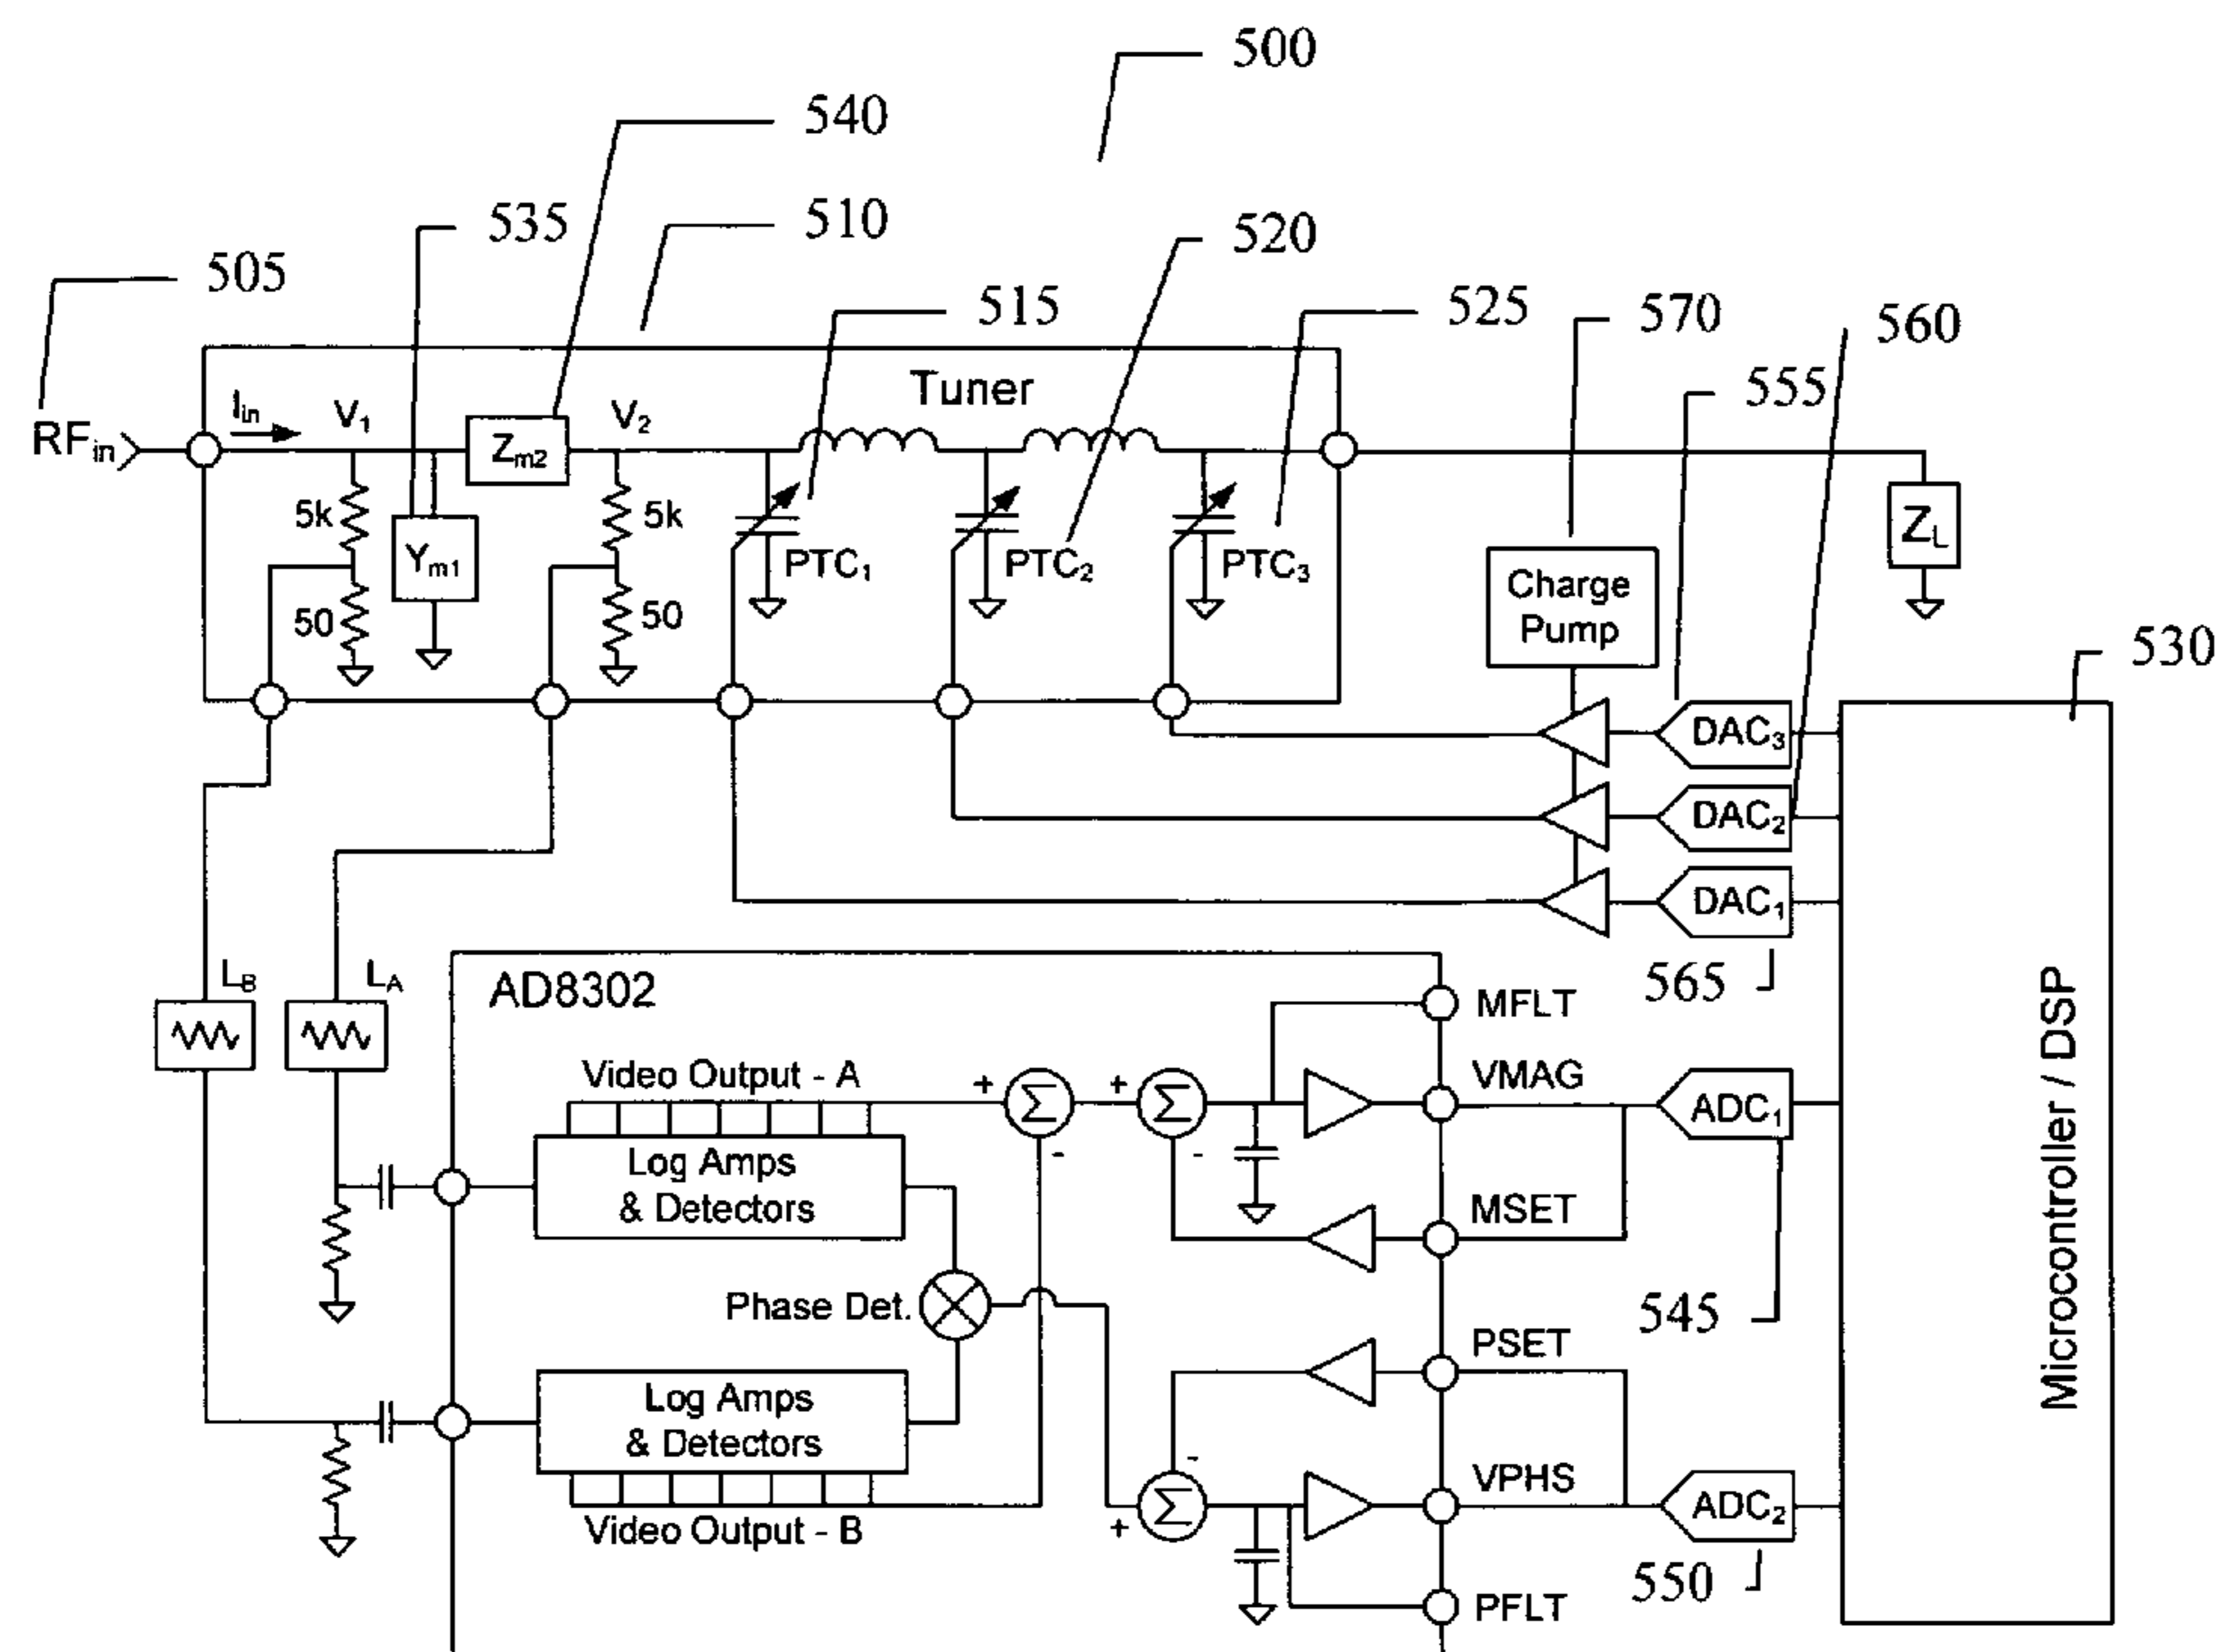 500
540
535
510
520
505
515
525
570
560
555
Tuner
RFin
Iin
V1
Zm2
V2
5k
Ym1
50
5k
50
PTC1
PTC2
PTC3
ZL
Charge
Pump
530
DAC3
DAC2
DAC1
565
LB
LA
AD8302
MFLT
Video Output - A
+
Σ
+
Σ
VMAG
ADC1
Log Amps
& Detectors
-
-
MSET
Microcontroller / DSP
Phase Det.
545
PSET
Log Amps
& Detectors
-
VPHS
Σ
+
ADC2
Video Output - B
550
PFLT